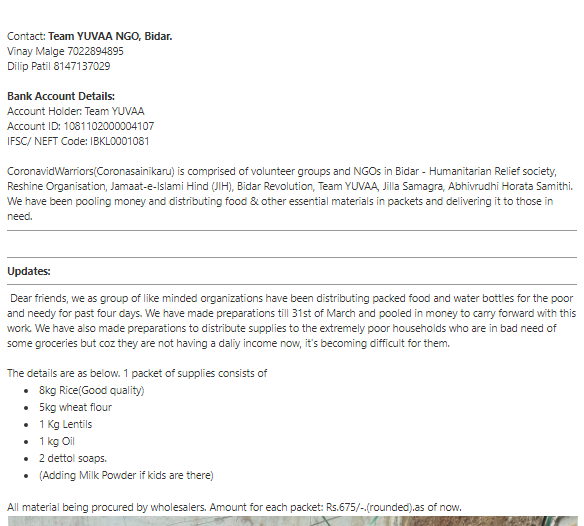 Contact: Team YUVAA NGO, Bidar.
Vinay Malge 7022894895
Dilip Patil 8147137029
Bank Account Details:
Account Holder: Team YUVAA
Account ID: 1081102000004107
IFSC/ NEFT Code: IBKL0001081
CoronavidWarriors(Coronasainikaru) is comprised of volunteer groups and NGOs in Bidar - Humanitarian Relief society,
Reshine Organisation, Jamaat-e-Islami Hind (JIH), Bidar Revolution, Team YUVAA, Jilla Samagra, Abhivrudhi Horata Samithi.
We have been pooling money and distributing food & other essential materials in packets and delivering it to those in
need.
Updates:
Dear friends, we as group of like minded organizations have been distributing packed food and water bottles for the poor
and needy for past four days. We have made preparations till 31st of March and pooled in money to carry forward with this
work. We have also made preparations to distribute supplies to the extremely poor households who are in bad need of
some groceries but coz they are not having a daliy income now, it's becoming difficult for them.
The details are as below. 1 packet of supplies consists of
• 8kg Rice(Good quality)
• 5kg wheat flour
• 1 Kg Lentils
• 1 kg Oil
• 2 dettol soaps.
• (Adding Milk Powder if kids are there)
All material being procured by wholesalers. Amount for each packet: Rs.675/-.(rounded).as of now.